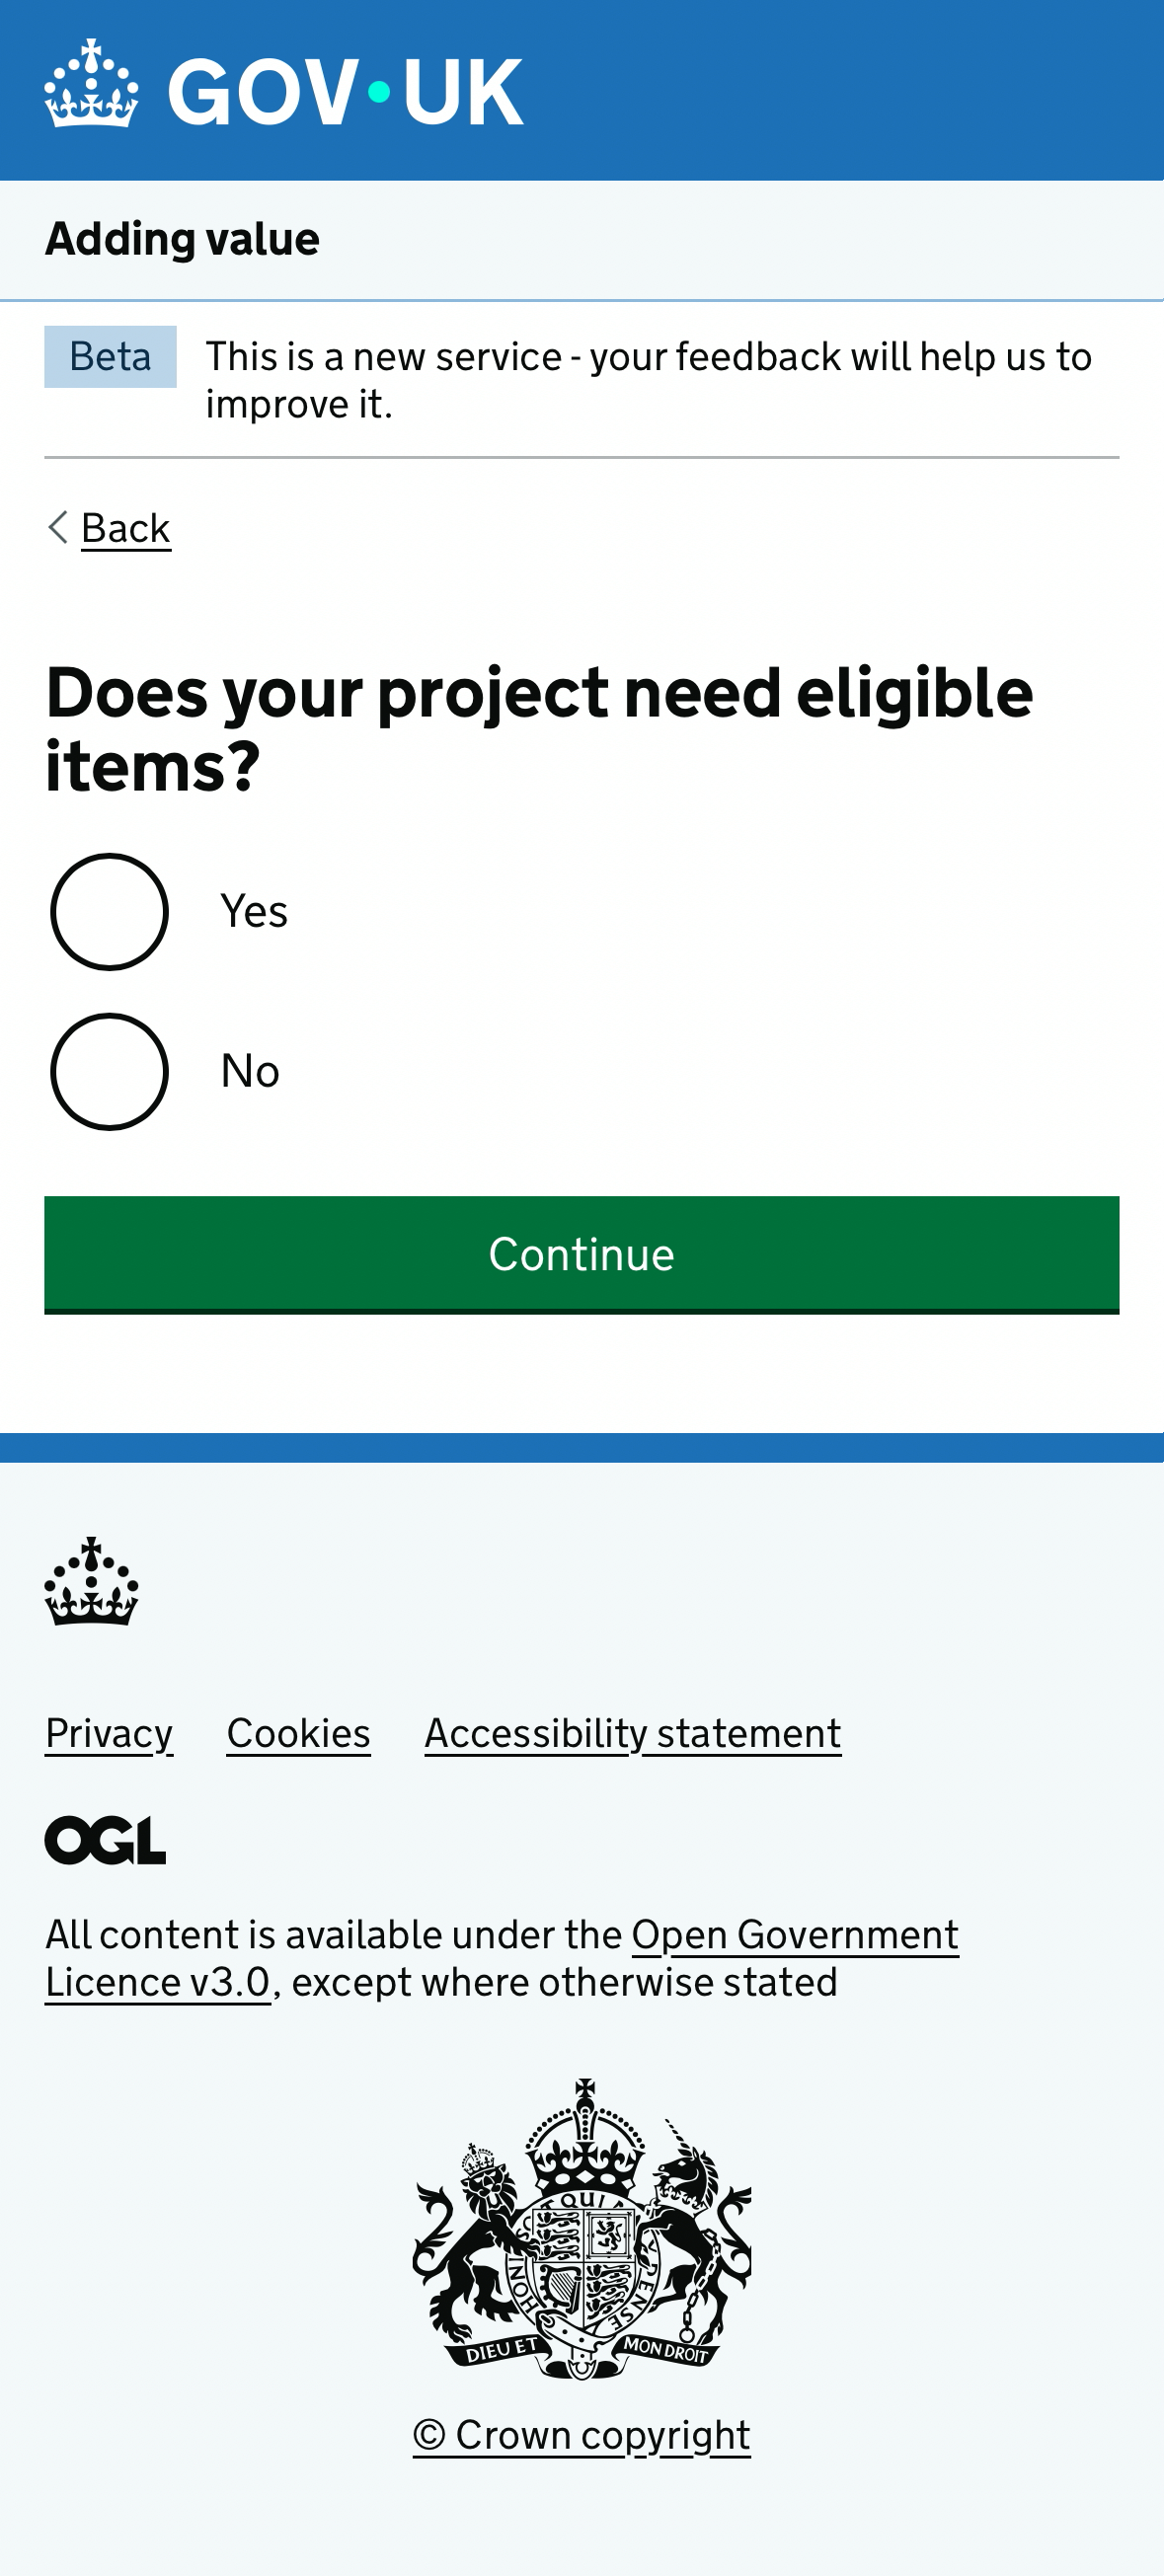 GOV·UK
Adding value
Beta
This is a new service - your feedback will help us to
improve it.
Back
Does your project need eligible
items?
Yes
No
Continue
Privacy Cookies Accessibility statement
OGL
All content is available under the Open Government
Licence v3.0, except where otherwise stated
QUI
HONI
PENSE
DIEU ET MON DROIT
© Crown copyright